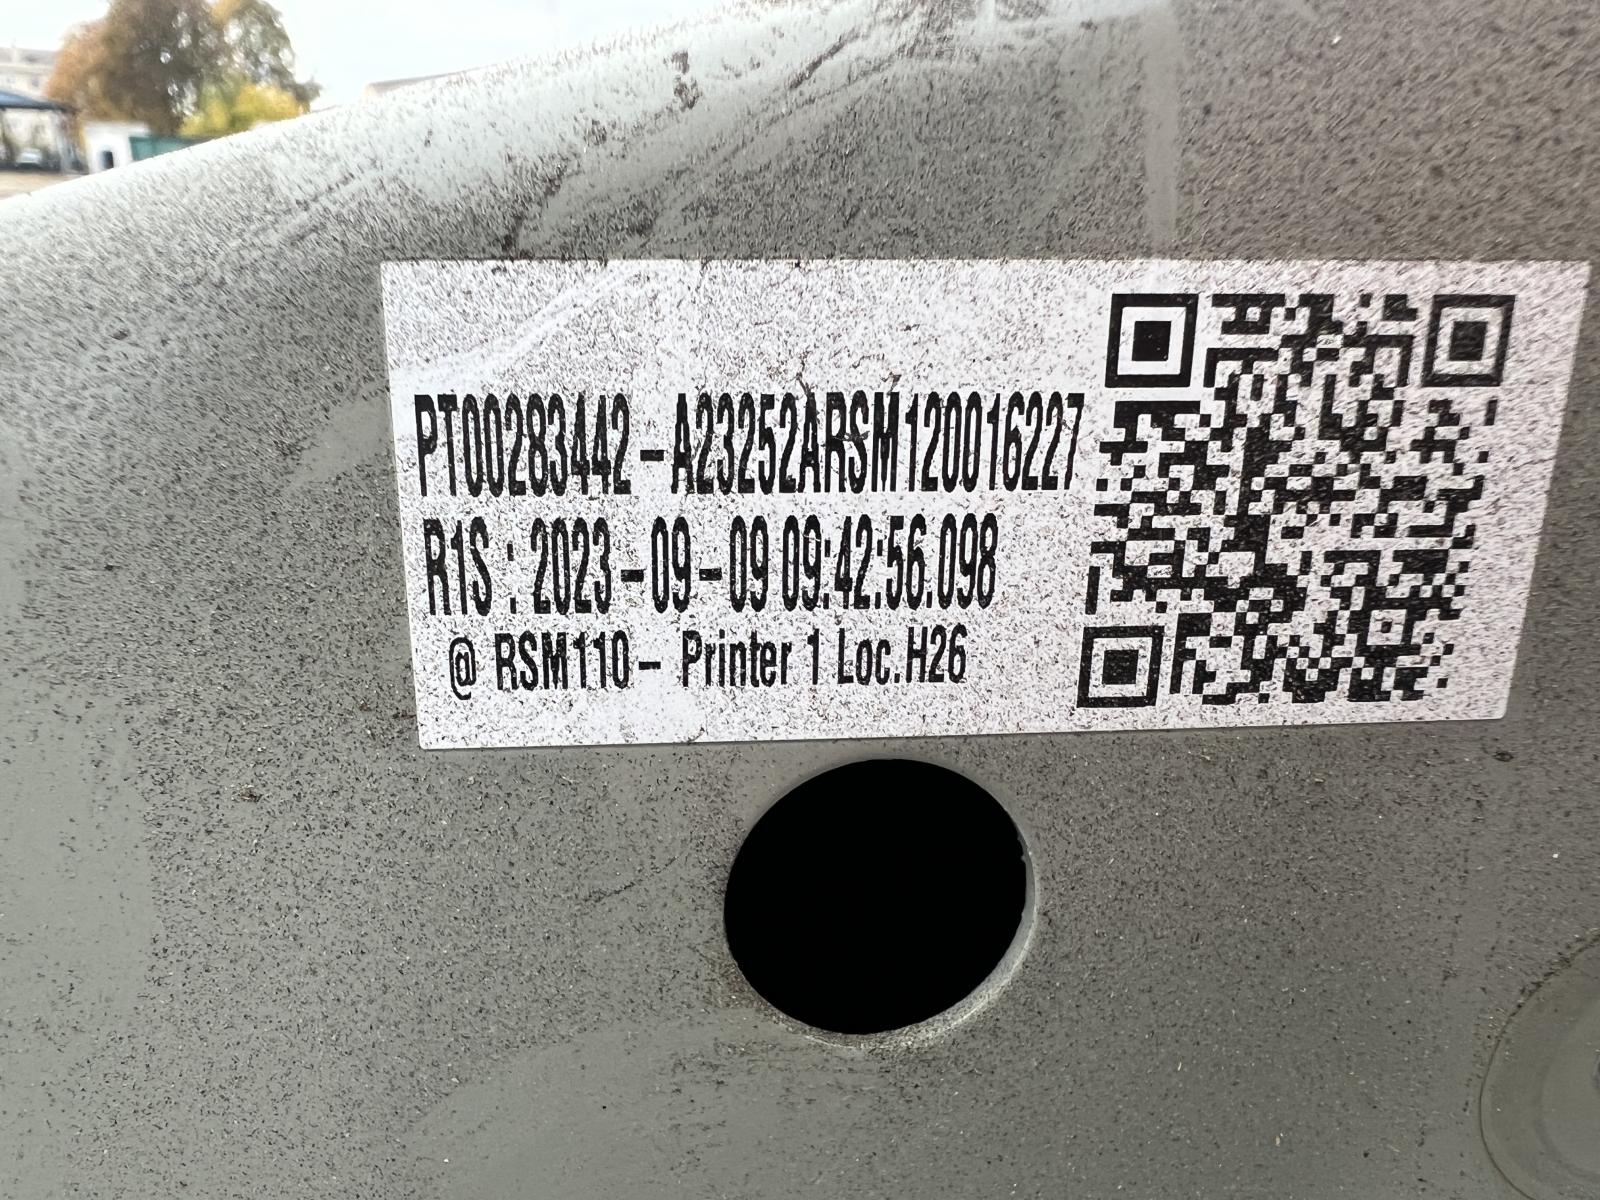 PT00283442-A23252ARSM120016227
R1S : 2023-09-09 09:42:56.098
@ RSM110- Printer 1 Loc.H26